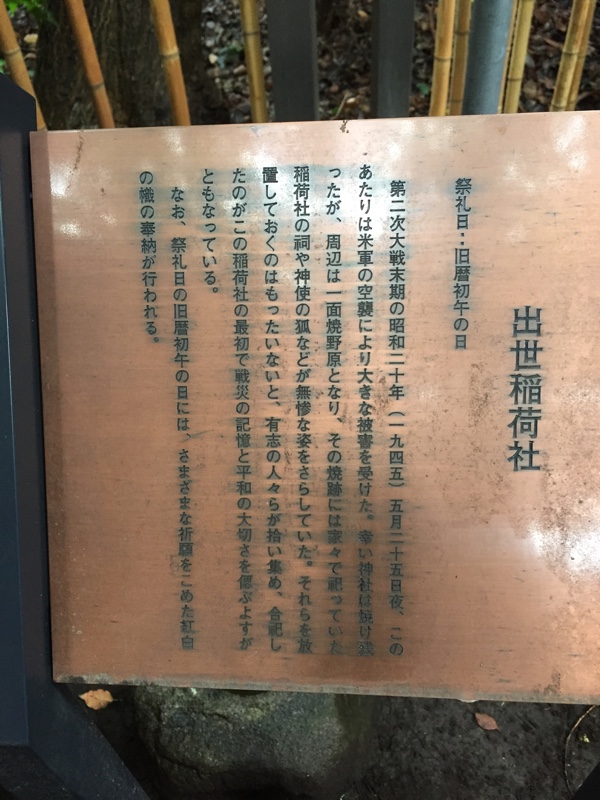 出世稲荷社
祭礼日：旧暦初午の日
第二次大戦末期の昭和二十年（一九四五）五月二十五日夜、この
あたりは米軍の空襲により大きな被害を受けた。幸い神社は焼け残
ったが、周辺は一面焼野原となり、その焼跡には家々で祀っていた
稲荷社の祠や神使の狐などが無惨な姿をさらしていた。それらを放
置しておくのはもったいないと、有志の人々らが拾い集め、合祀し
たのがこの稲荷社の最初で戦災の記憶と平和の大切さを偲ぶよすが
ともなっている。
なお、祭礼日の旧暦初午の日には、さまざまな祈願をこめた紅白
の幟の奉納が行われる。